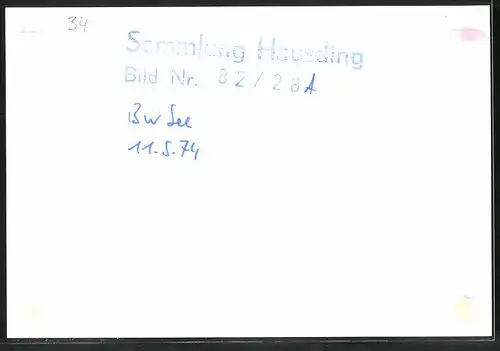 34
Sammlung Hausding
Bild Nr. 82/28A
Bw See
11.5.74